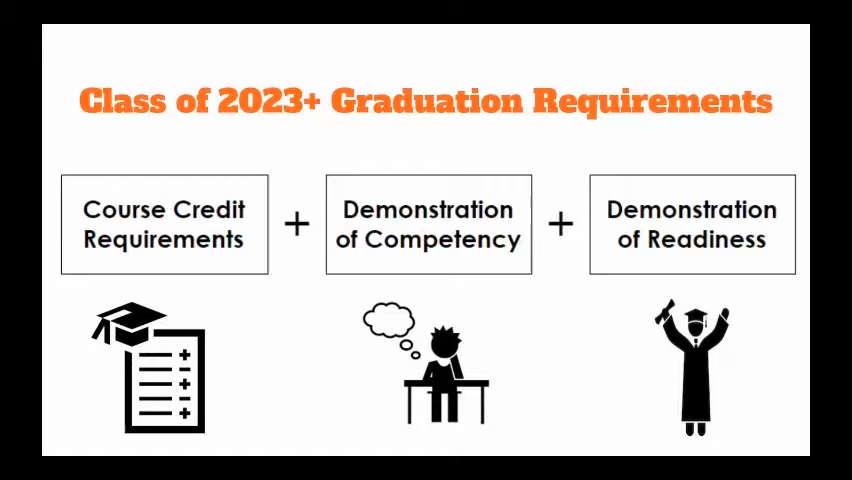 Class of 2023+ Graduation Requirements
Course Credit
Requirements
+
Demonstration
of Competency
+
Demonstration
of Readiness